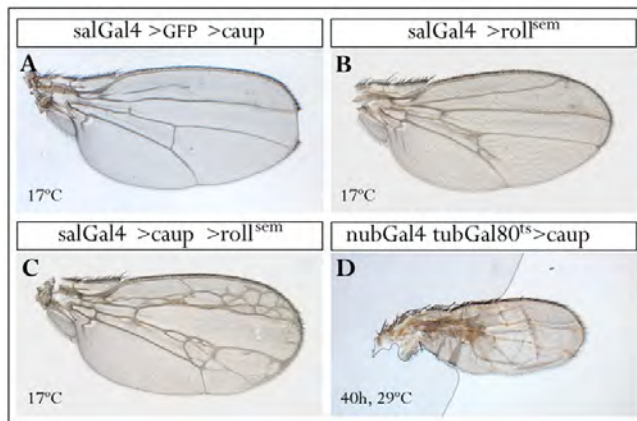 salGal4 >GFP >caup
salGal4 >roll^sem
A
B
17ºC
17ºC
salGal4 >caup >roll^sem
nubGal4 tubGal80^ts>caup
C
D
17ºC
40h, 29ºC